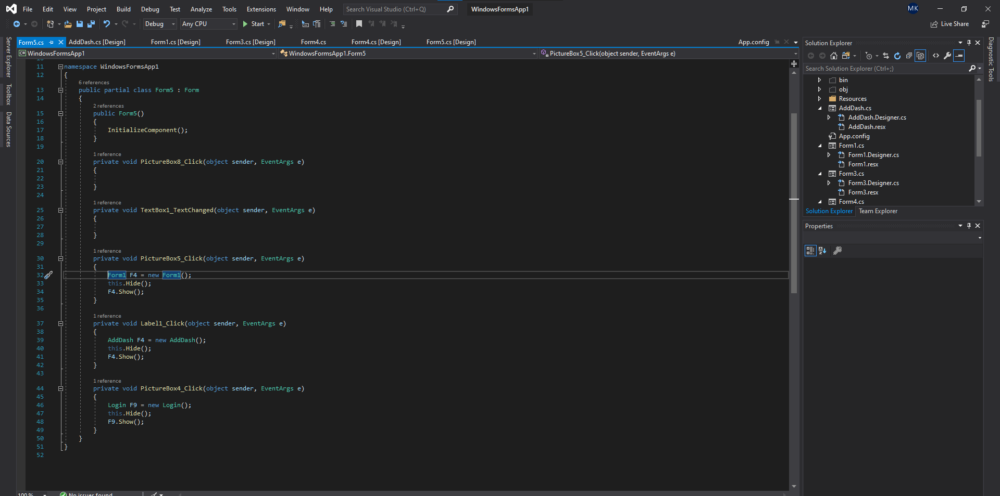 File Edit View Project Build Debug Test Analyze Tools Extensions Window Help Search Visual Studio (Ctrl+Q) WindowsFormsApp1 MK
Debug Any CPU Start Live Share
Form5.cs AddDash.cs [Design] Form1.cs [Design] Form3.cs [Design] Form4.cs Form4.cs [Design] Form5.cs [Design] App.config
C# WindowsFormsApp1 WindowsFormsApp1.Form5 PictureBox5_Click(object sender, EventArgs e)
Server Explorer
Toolbox
Data Sources
11 namespace WindowsFormsApp1
12 {
6 references
13 public partial class Form5 : Form
14 {
2 references
15 public Form5()
16 {
17 InitializeComponent();
18 }
19
1 reference
20 private void PictureBox8_Click(object sender, EventArgs e)
21 {
22
23 }
24
1 reference
25 private void TextBox1_TextChanged(object sender, EventArgs e)
26 {
27
28 }
29
1 reference
30 private void PictureBox5_Click(object sender, EventArgs e)
31 {
32 Form1 F4 = new Form1();
33 this.Hide();
34 F4.Show();
35 }
36
1 reference
37 private void Label1_Click(object sender, EventArgs e)
38 {
39 AddDash F4 = new AddDash();
40 this.Hide();
41 F4.Show();
42 }
43
1 reference
44 private void PictureBox4_Click(object sender, EventArgs e)
45 {
46 Login F9 = new Login();
47 this.Hide();
48 F9.Show();
49 }
50 }
51 }
52
100 % No issues found
Solution Explorer
Search Solution Explorer (Ctrl+;)
bin
obj
Resources
AddDash.cs
AddDash.Designer.cs
AddDash.resx
App.config
Form1.cs
Form1.Designer.cs
Form1.resx
Form3.cs
Form3.Designer.cs
Form3.resx
Form4.cs
Solution Explorer Team Explorer
Properties
Diagnostic Tools